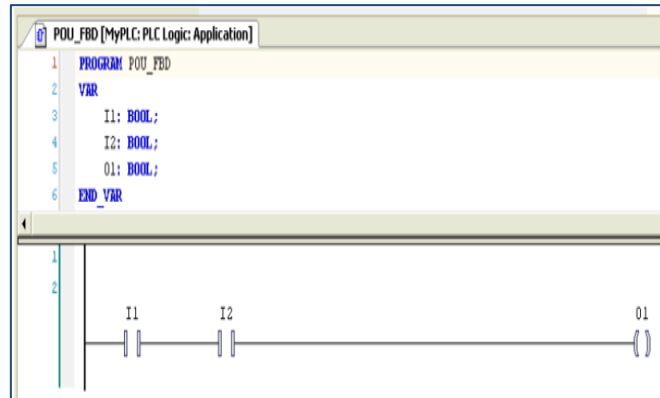 POU_FBD [MyPLC: PLC Logic: Application]
1 PROGRAM POU_FBD
2 VAR
3 I1: BOOL;
4 I2: BOOL;
5 O1: BOOL;
6 END_VAR
1
2
I1 I2 O1